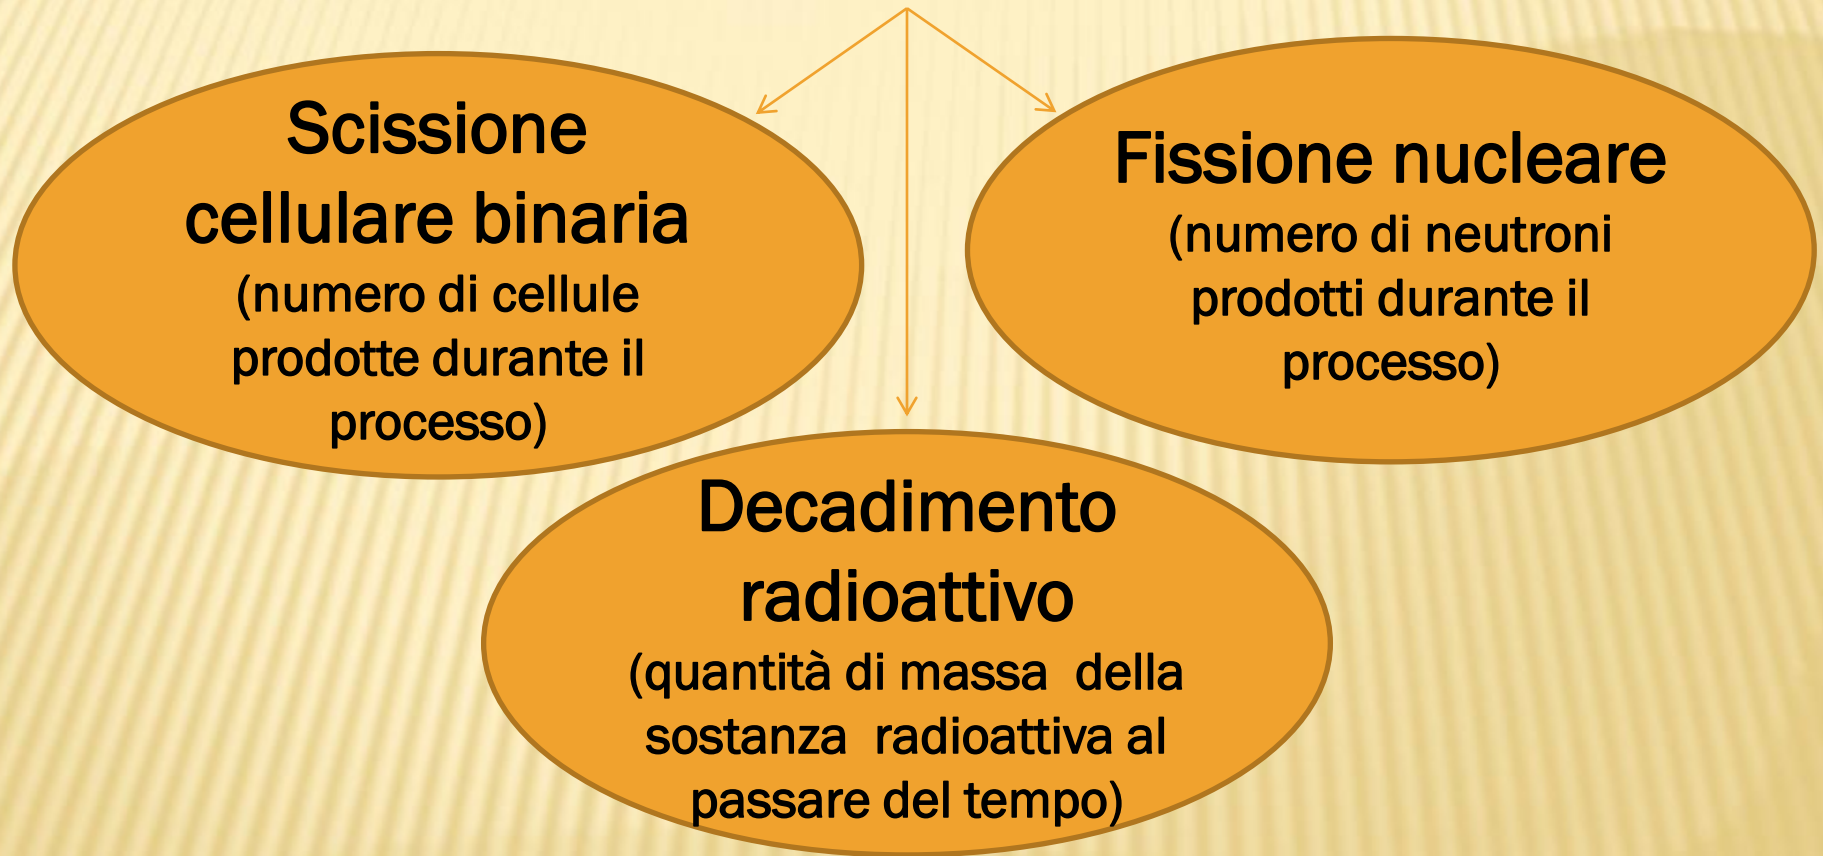 Scissione
cellulare binaria
(numero di cellule
prodotte durante il
processo)
Fissione nucleare
(numero di neutroni
prodotti durante il
processo)
Decadimento
radioattivo
(quantità di massa  della
sostanza  radioattiva al
passare del tempo)